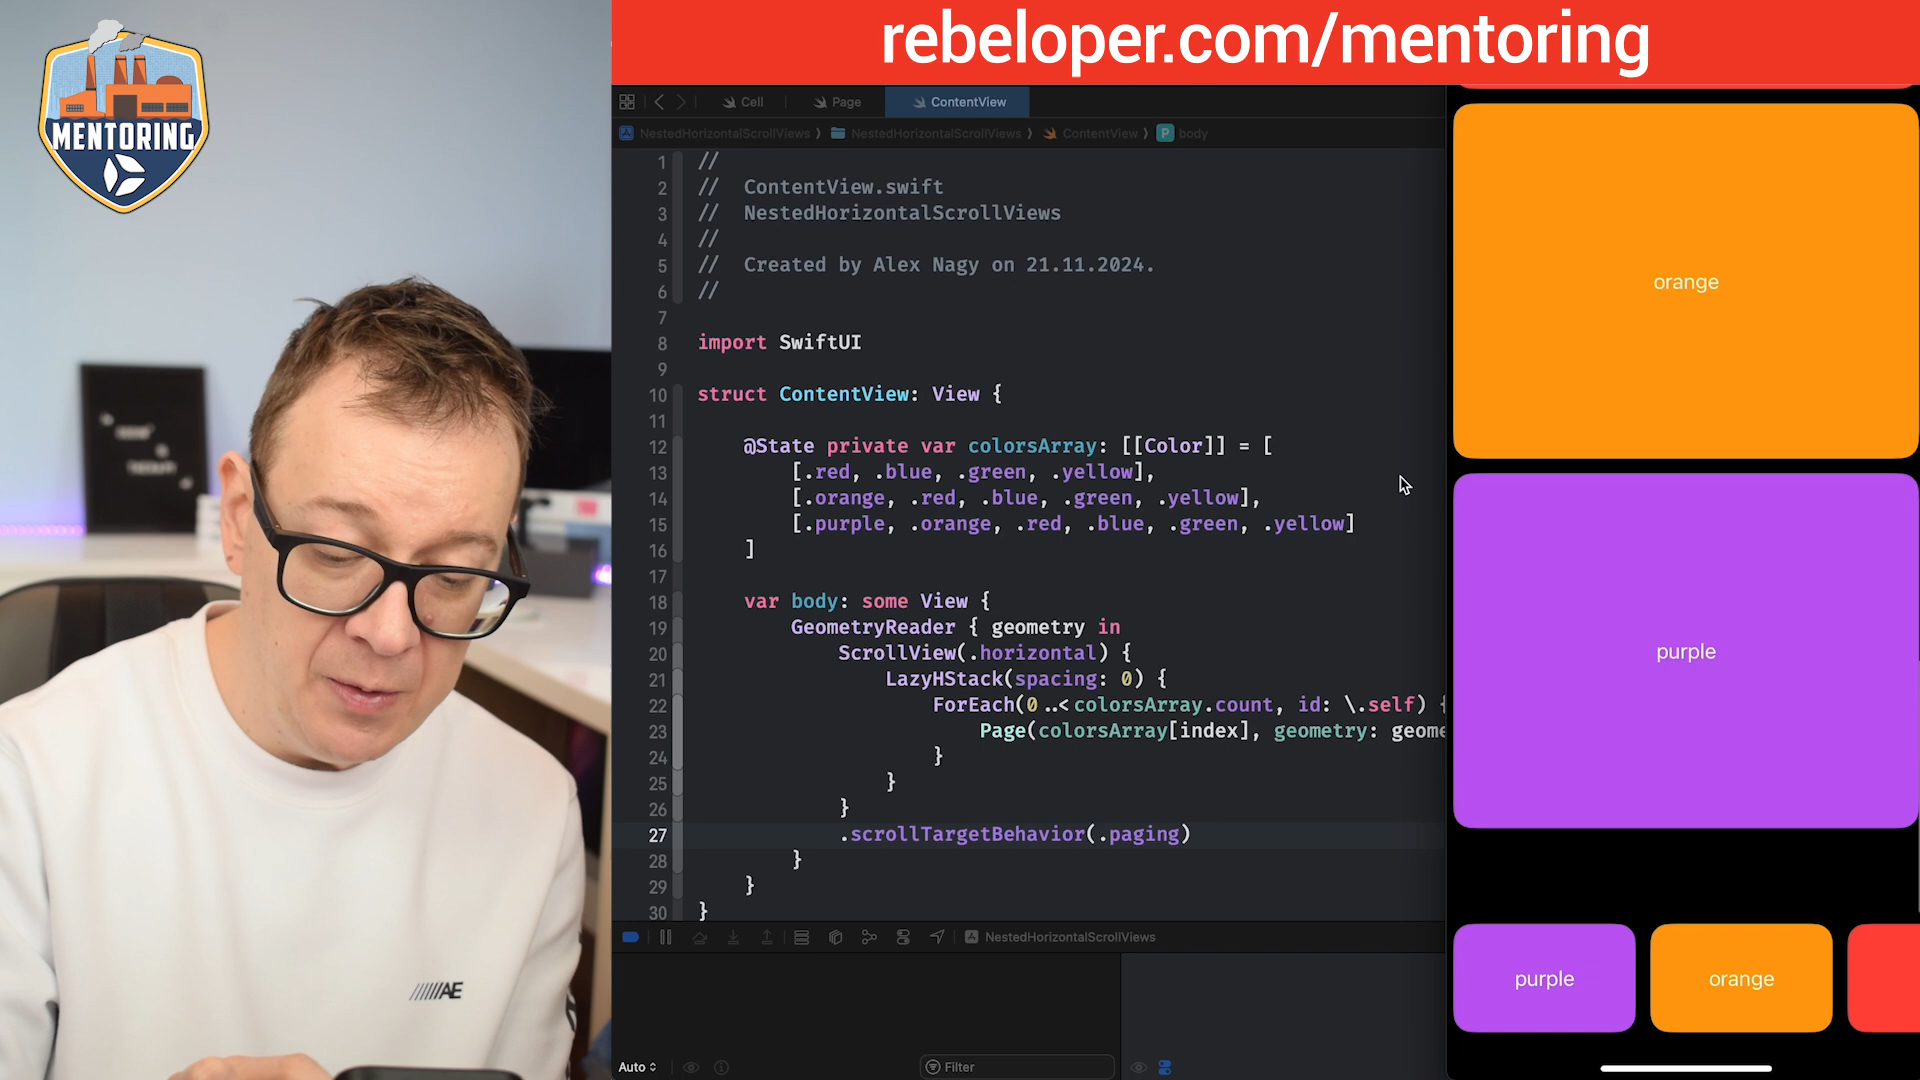 rebeloper.com/mentoring
MENTORING
Cell
Page
ContentView
NestedHorizontalScrollViews
NestedHorizontalScrollViews
ContentView
P
body
1 //
2 //  ContentView.swift
3 //  NestedHorizontalScrollViews
4 //
5 //  Created by Alex Nagy on 21.11.2024.
6 //
7
8 import SwiftUI
9
10 struct ContentView: View {
11
12     @State private var colorsArray: [[Color]] = [
13         [.red, .blue, .green, .yellow],
14         [.orange, .red, .blue, .green, .yellow],
15         [.purple, .orange, .red, .blue, .green, .yellow]
16     ]
17
18     var body: some View {
19         GeometryReader { geometry in
20             ScrollView(.horizontal) {
21                 LazyHStack(spacing: 0) {
22                     ForEach(0..<colorsArray.count, id: \.self) {
23                         Page(colorsArray[index], geometry: geome
24                     }
25                 }
26             }
27             .scrollTargetBehavior(.paging)
28         }
29     }
30 }
NestedHorizontalScrollViews
Auto
Filter
orange
purple
purple
orange
/////AE